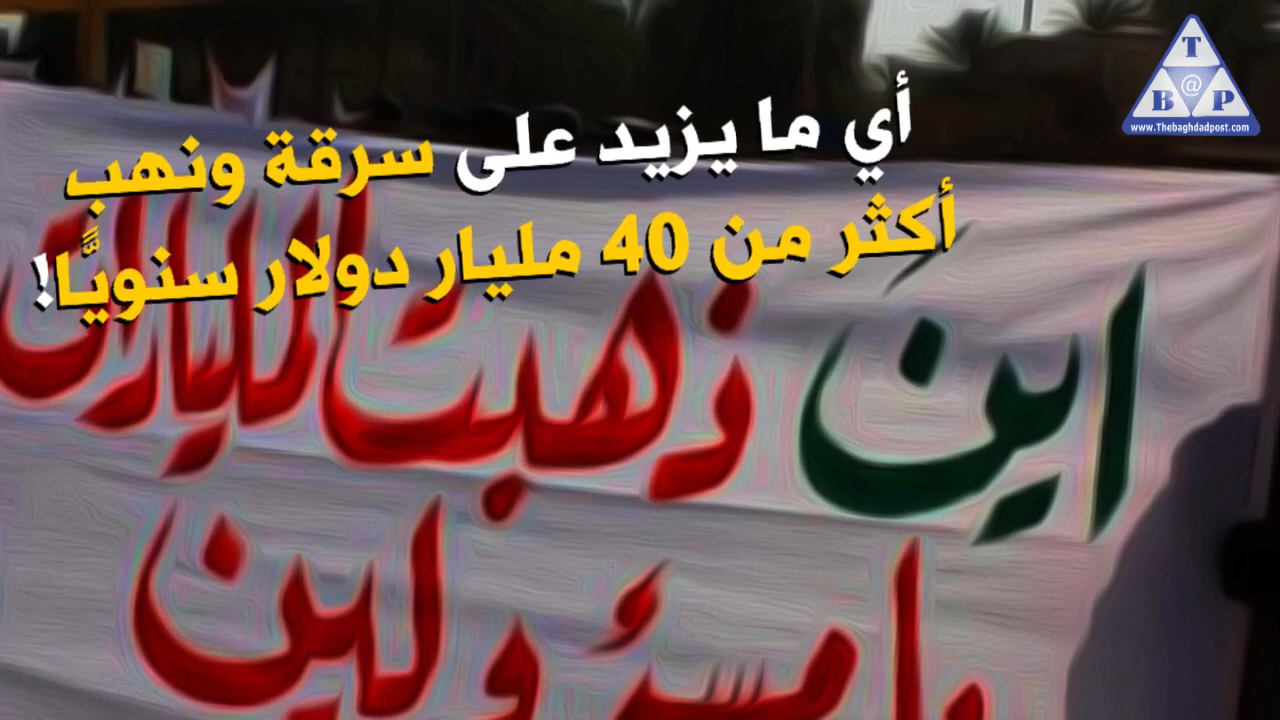 أي ما يزيد على سرقة ونهب
أكثر من 40 مليار دولار سنويًّا!
اين ذهبت المليارات
يا مسؤولين
T
B @ P
www.Thebaghdadpost.com